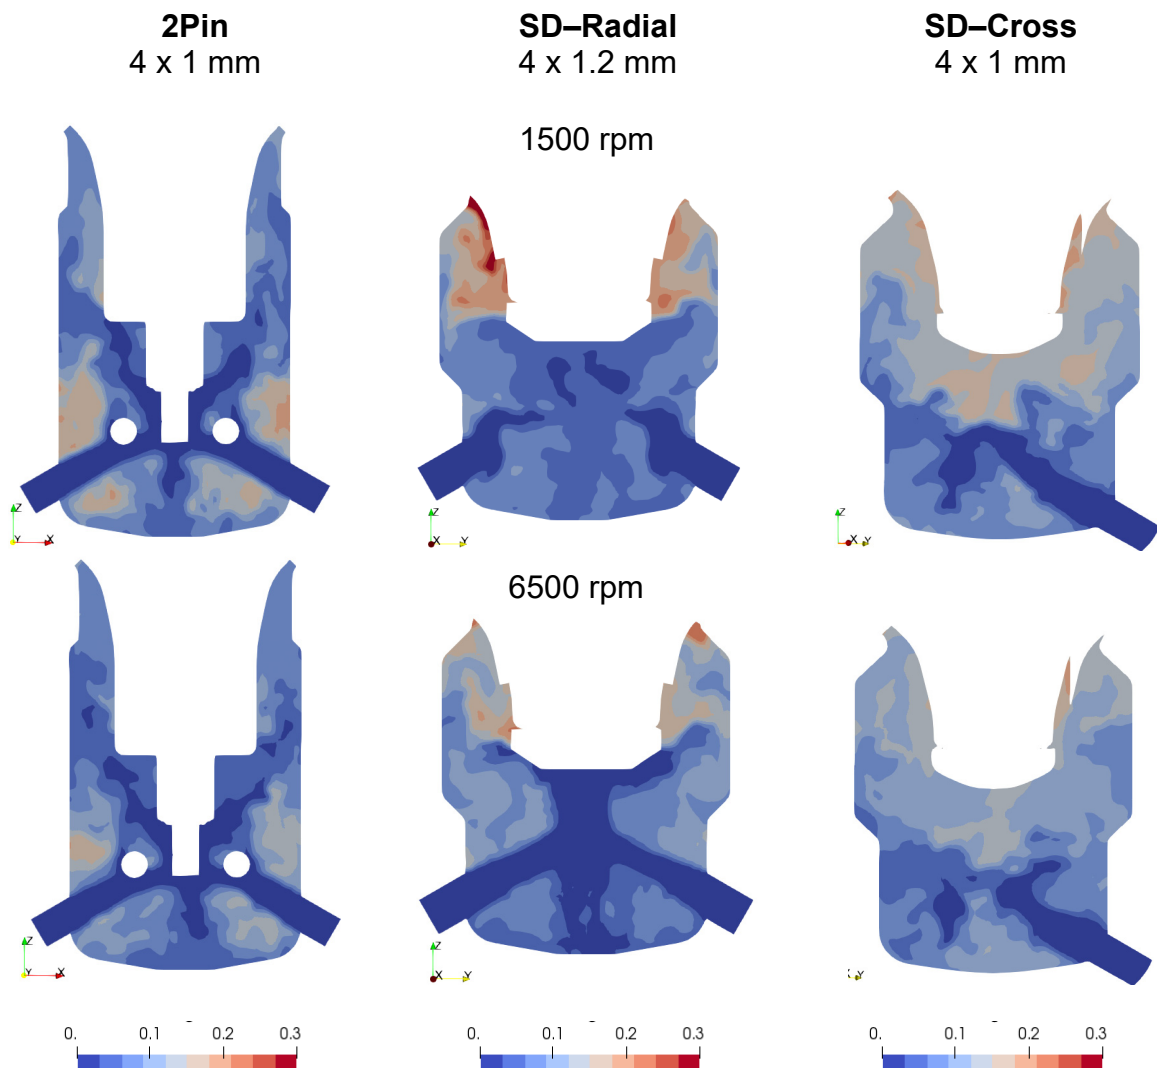 2Pin SD–Radial SD–Cross
4 x 1 mm 4 x 1.2 mm 4 x 1 mm
1500 rpm
Z Z Z
Y X X Y X Y
6500 rpm
Z Z
Y X X Y X Y
0. 0.1 0.2 0.3 0. 0.1 0.2 0.3 0. 0.1 0.2 0.3